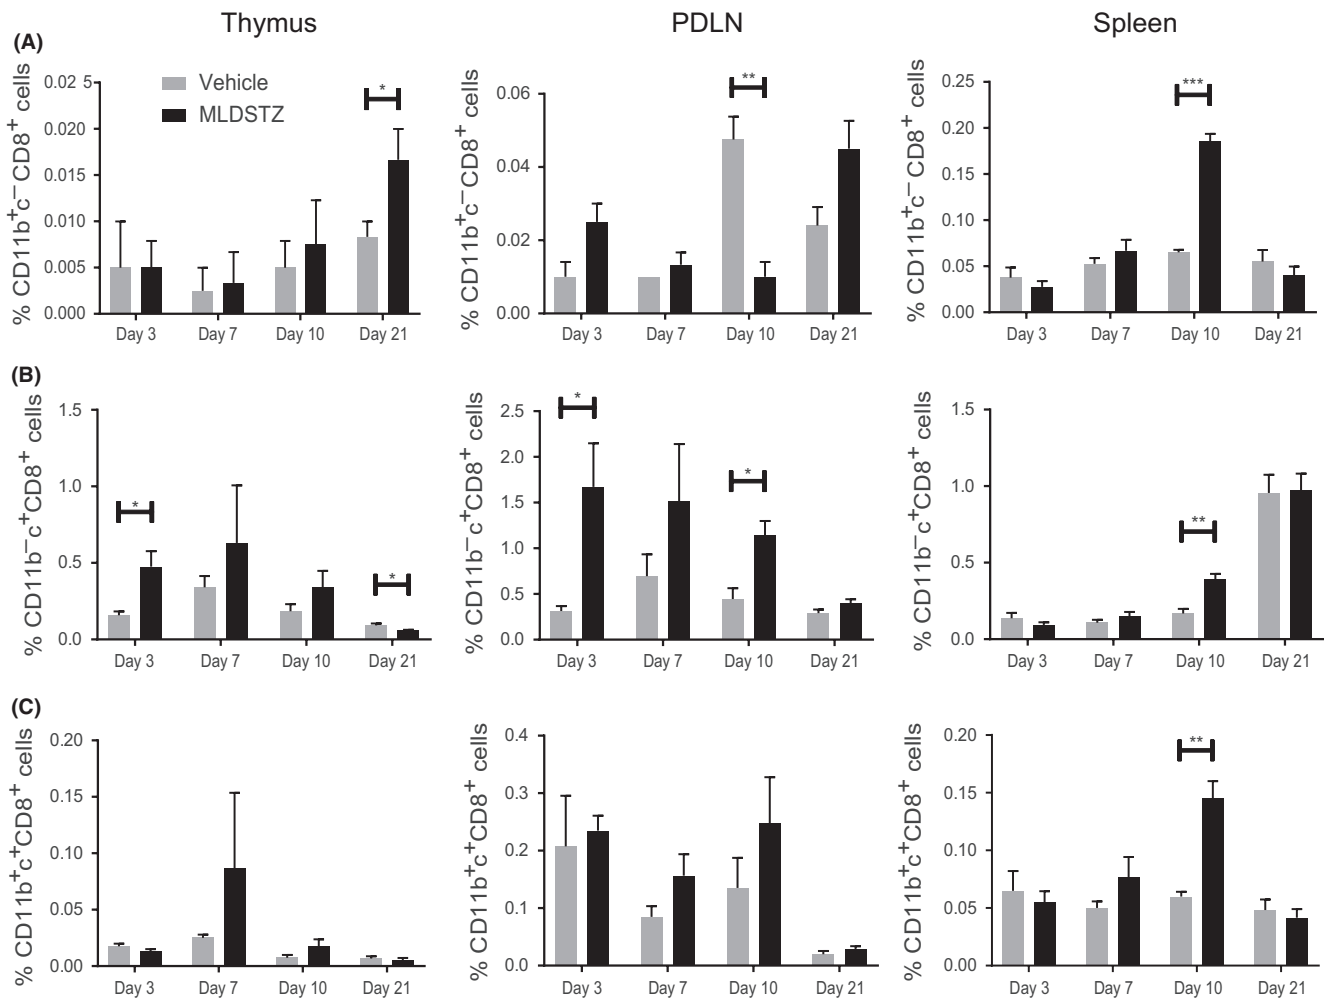 Thymus PDLN Spleen
(A)
% CD11b⁺c⁻CD8⁺ cells
0.02 5
0.020
0.015
0.010
0.005
0.000
Vehicle
MLDSTZ
*
Day 3 Day 7 Day 10 Day 21
% CD11b⁺c⁻CD8⁺ cells
0.06
0.04
0.02
0.00
**
Day 3 Day 7 Day 10 Day 21
% CD11b⁺c⁻CD8⁺ cells
0.25
0.20
0.15
0.10
0.05
0.00
***
Day 3 Day 7 Day 10 Day 21
(B)
% CD11b⁻c⁺CD8⁺ cells
1.5
1.0
0.5
0.0
*
*
Day 3 Day 7 Day 10 Day 21
% CD11b⁻c⁺CD8⁺ cells
2.5
2.0
1.5
1.0
0.5
0.0
*
*
Day 3 Day 7 Day 10 Day 21
% CD11b⁻c⁺CD8⁺ cells
1.5
1.0
0.5
0.0
**
Day 3 Day 7 Day 10 Day 21
(C)
% CD11b⁺c⁺CD8⁺ cells
0.20
0.15
0.10
0.05
0.00
Day 3 Day 7 Day 10 Day 21
% CD11b⁺c⁺CD8⁺ cells
0.4
0.3
0.2
0.1
0.0
Day 3 Day 7 Day 10 Day 21
% CD11b⁺c⁺CD8⁺ cells
0.20
0.15
0.10
0.05
0.00
**
Day 3 Day 7 Day 10 Day 21